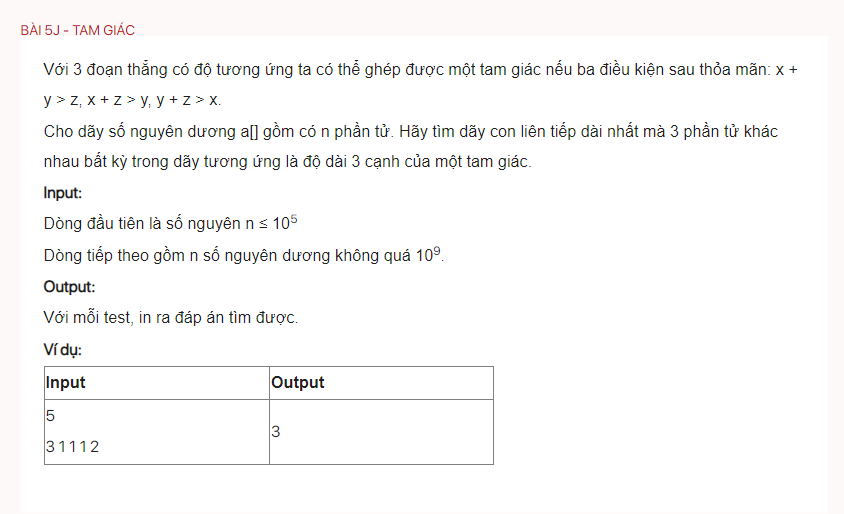 BÀI 5J - TAM GIÁC
Với 3 đoạn thẳng có độ tương ứng ta có thể ghép được một tam giác nếu ba điều kiện sau thỏa mãn: x +
y > z, x + z > y, y + z > x.
Cho dãy số nguyên dương a[] gồm có n phần tử. Hãy tìm dãy con liên tiếp dài nhất mà 3 phần tử khác
nhau bất kỳ trong dãy tương ứng là độ dài 3 cạnh của một tam giác.
Input:
Dòng đầu tiên là số nguyên n ≤ 10⁵
Dòng tiếp theo gồm n số nguyên dương không quá 10⁹.
Output:
Với mỗi test, in ra đáp án tìm được.
Ví dụ:
Input Output
5
3
3 1 1 1 2